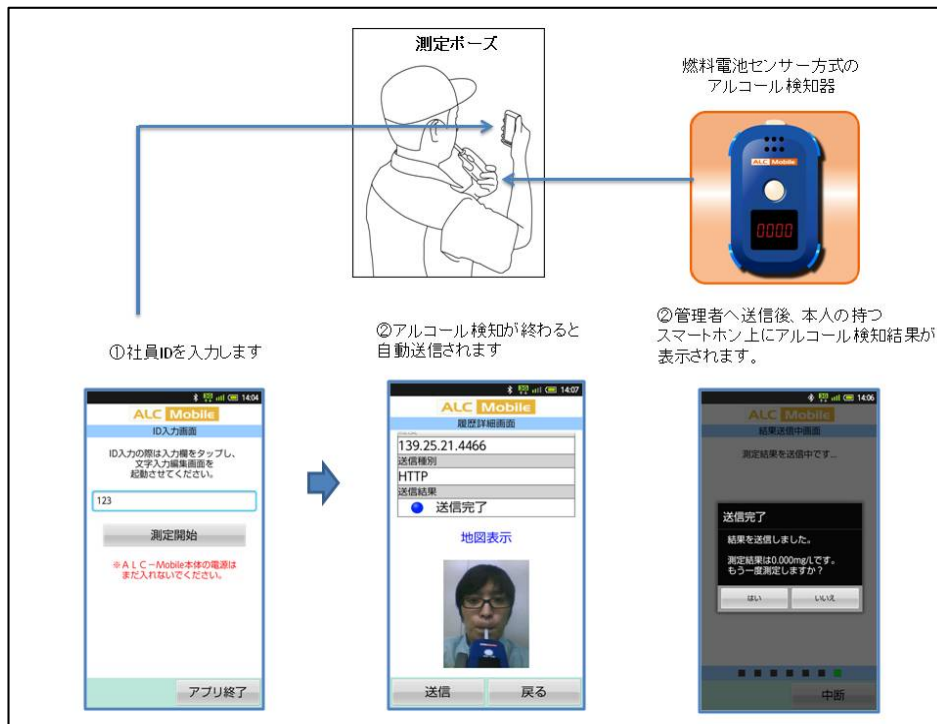 測定ポーズ
燃料電池センサー方式の
アルコール検知器
ALC Mobile
0000
①社員IDを入力します
②アルコール検知が終わると
自動送信されます
②管理者へ送信後、本人の持つ
スマートホン上にアルコール検知結果が
表示されます。
14:04
ALC Mobile
ID入力画面
ID入力の際は入力欄をタップし、
文字入力編集画面を
起動させてください。
123
測定開始
※ALC－Mobile本体の電源は
まだ入れないでください。
アプリ終了
14:07
ALC Mobile
履歴詳細画面
139.25.21.4466
送信種別
HTTP
送信結果
送信完了
地図表示
送信
戻る
14:06
ALC Mobile
結果送信中画面
測定結果を送信中です...
送信完了
結果を送信しました。
測定結果は0.000mg/Lです。
もう一度測定しますか？
はい
いいえ
中断